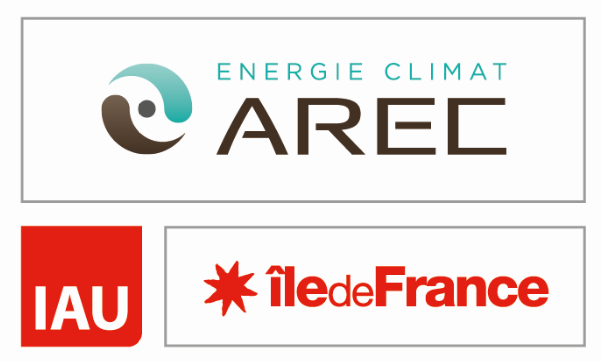 ENERGIE CLIMAT
AREC
IAU
îledeFrance